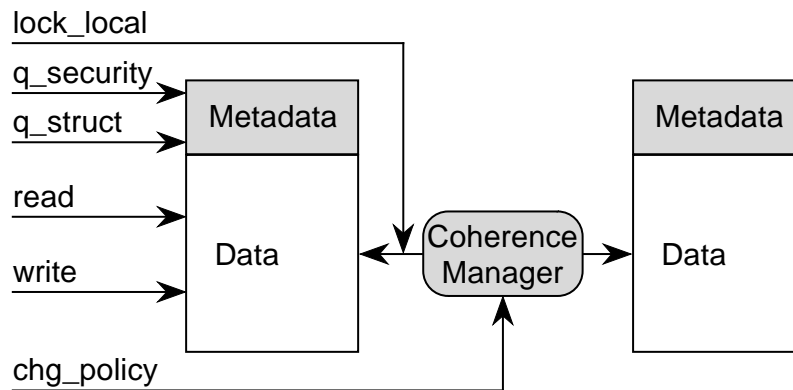 lock_local
q_security
q_struct
Metadata
Metadata
read
write
Data
Coherence
Manager
Data
chg_policy